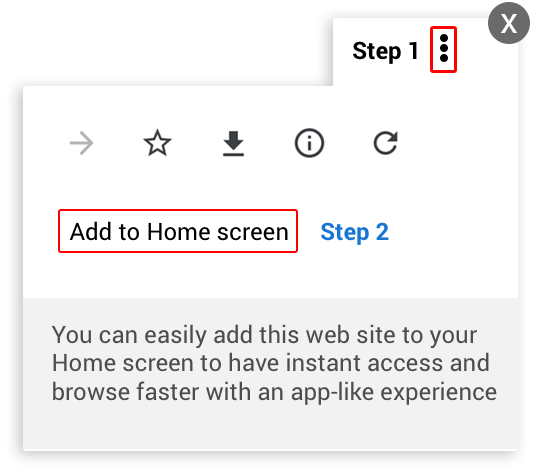 X
Step 1
Add to Home screen Step 2
You can easily add this web site to your
Home screen to have instant access and
browse faster with an app-like experience